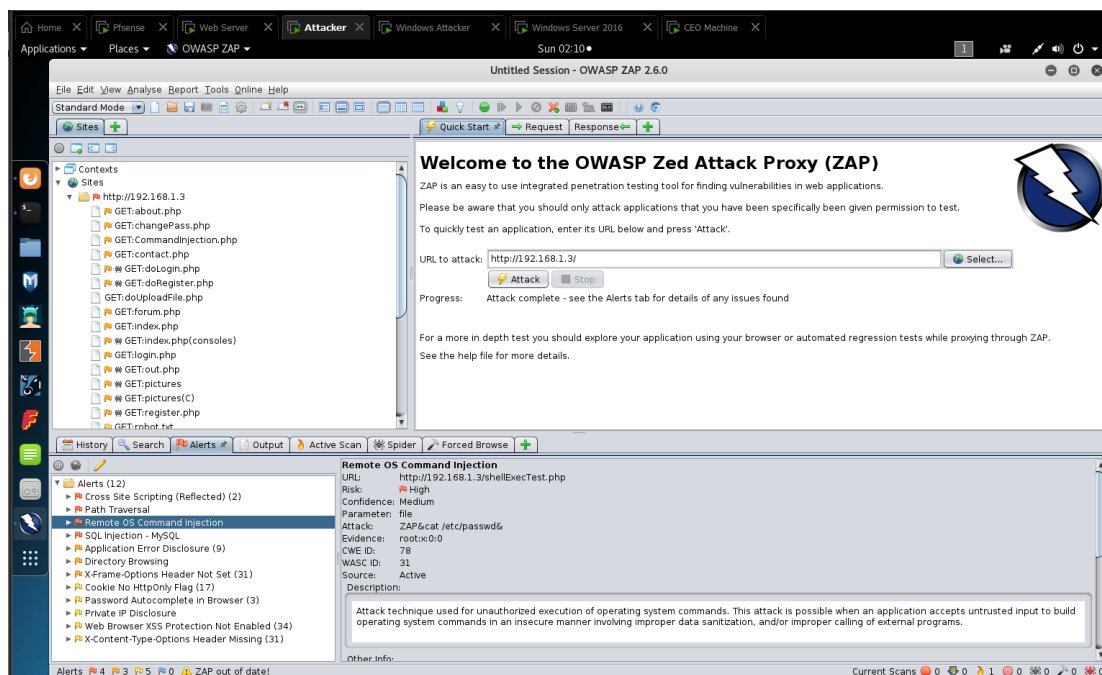 Home X Pfsense X Web Server X Attacker X Windows Attacker X Windows Server 2016 X CEO Machine X
Applications Places OWASP ZAP Sun 02:10 1
Untitled Session - OWASP ZAP 2.6.0
File Edit View Analyse Report Tools Online Help
Standard Mode
Sites
Quick Start Request Response
Contexts
Sites
http://192.168.1.3
GET:about.php
GET:changePass.php
GET:CommandInjection.php
GET:contact.php
GET:doLogin.php
GET:doRegister.php
GET:doUploadFile.php
GET:forum.php
GET:index.php
GET:index.php(consoles)
GET:login.php
GET:out.php
GET:pictures
GET:pictures(C)
GET:register.php
GET:robot.txt
Welcome to the OWASP Zed Attack Proxy (ZAP)
ZAP is an easy to use integrated penetration testing tool for finding vulnerabilities in web applications.
Please be aware that you should only attack applications that you have been specifically been given permission to test.
To quickly test an application, enter its URL below and press 'Attack'.
URL to attack: http://192.168.1.3/ Select...
Attack Stop
Progress: Attack complete - see the Alerts tab for details of any issues found
For a more in depth test you should explore your application using your browser or automated regression tests while proxying through ZAP.
See the help file for more details.
History Search Alerts Output Active Scan Spider Forced Browse
Alerts (12)
Cross Site Scripting (Reflected) (2)
Path Traversal
Remote OS Command Injection
SQL Injection - MySQL
Application Error Disclosure (9)
Directory Browsing
X-Frame-Options Header Not Set (31)
Cookie No HttpOnly Flag (17)
Password Autocomplete in Browser (3)
Private IP Disclosure
Web Browser XSS Protection Not Enabled (34)
X-Content-Type-Options Header Missing (31)
Remote OS Command Injection
URL: http://192.168.1.3/shellExecTest.php
Risk: High
Confidence: Medium
Parameter: file
Attack: ZAP&cat /etc/passwd&
Evidence: root:x:0:0
CWE ID: 78
WASC ID: 31
Source: Active
Description:
Attack technique used for unauthorized execution of operating system commands. This attack is possible when an application accepts untrusted input to build
operating system commands in an insecure manner involving improper data sanitization, and/or improper calling of external programs.
Other Info:
Alerts 4 3 5 0 ZAP out of date! Current Scans 0 0 1 0 0 0